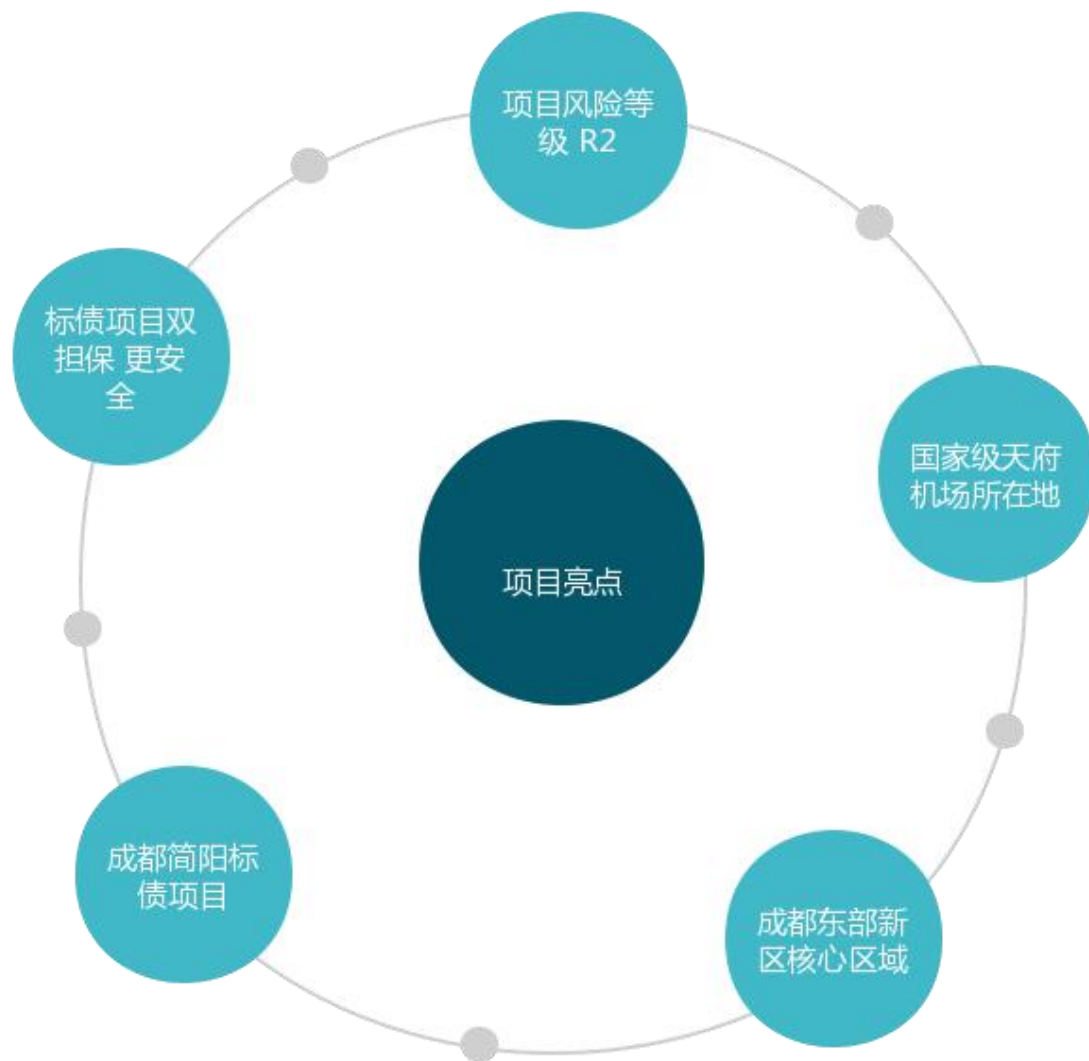 项目风险等
级 R2
标债项目双
担保 更安
全
国家级天府
机场所在地
项目亮点
成都简阳标
债项目
成都东部新
区核心区域